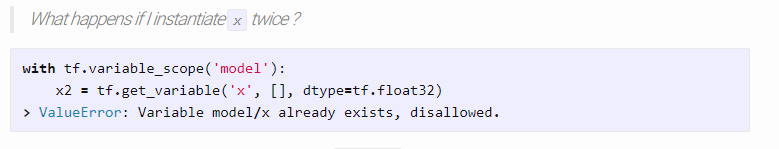 What happens if I instantiate x twice ?
with tf.variable_scope('model'):
    x2 = tf.get_variable('x', [], dtype=tf.float32)
> ValueError: Variable model/x already exists, disallowed.